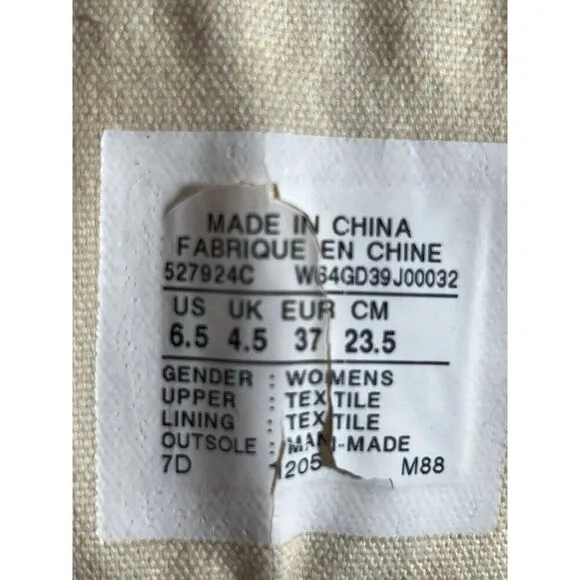 MADE IN CHINA
FABRIQUE EN CHINE
527924C W64GD39J00032
US UK EUR CM
6.5 4.5 37 23.5
GENDER : WOMENS
UPPER : TEXTILE
LINING : TEXTILE
OUTSOLE : MAN-MADE
7D 1205 M88